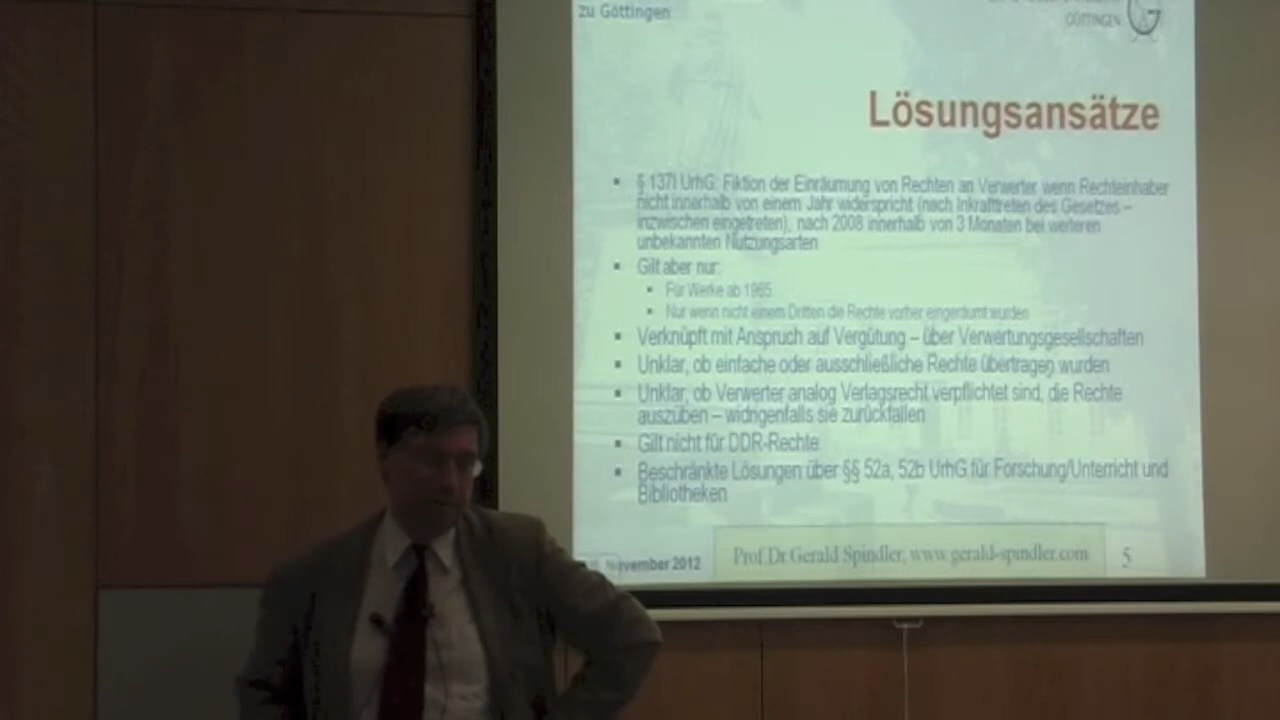 zu Göttingen
GÖTTINGEN
Lösungsansätze
§ 137l UrhG: Fiktion der Einräumung von Rechten an Verwerter wenn Rechteinhaber
nicht innerhalb von einem Jahr widerspricht (nach Inkrafttreten des Gesetzes –
inzwischen eingetreten), nach 2008 innerhalb von 3 Monaten bei weiteren
unbekannten Nutzungsarten
Gilt aber nur:
Für Werke ab 1965
Nur wenn nicht einem Dritten die Rechte vorher eingeräumt wurden
Verknüpft mit Anspruch auf Vergütung – über Verwertungsgesellschaften
Unklar, ob einfache oder ausschließliche Rechte übertragen wurden
Unklar, ob Verwerter analog Verlagsrecht verpflichtet sind, die Rechte
auszuüben – widrigenfalls sie zurückfallen
Gilt nicht für DDR-Rechte
Beschränkte Lösungen über §§ 52a, 52b UrhG für Forschung/Unterricht und
Bibliotheken
November 2012
Prof Dr Gerald Spindler, www.gerald-spindler.com
5